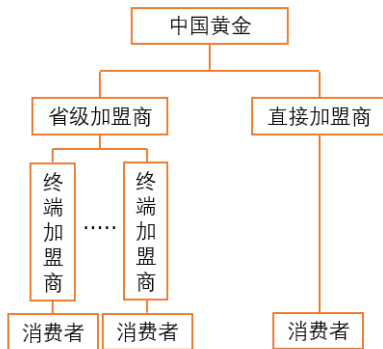 中国黄金
省级加盟商
直接加盟商
终端加盟商
.....
终端加盟商
消费者
消费者
消费者